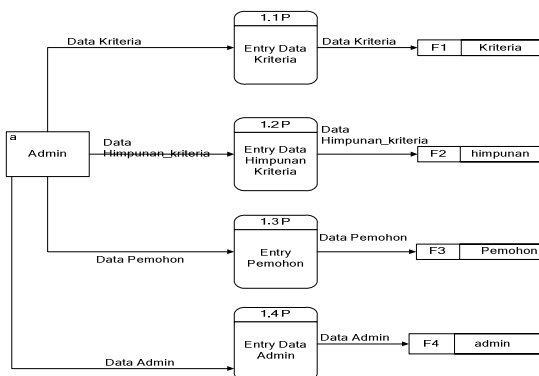 1.1 P
Data Kriteria
Entry Data
Kriteria
Data Kriteria
F1 Kriteria
a
Admin
Data
Himpunan_kriteria
1.2 P
Entry Data
Himpunan
Kriteria
Data
Himpunan_kriteria
F2 himpunan
1.3 P
Data Pemohon
Entry
Pemohon
Data Pemohon
F3 Pemohon
1.4 P
Data Admin
Entry Data
Admin
Data Admin
F4 admin